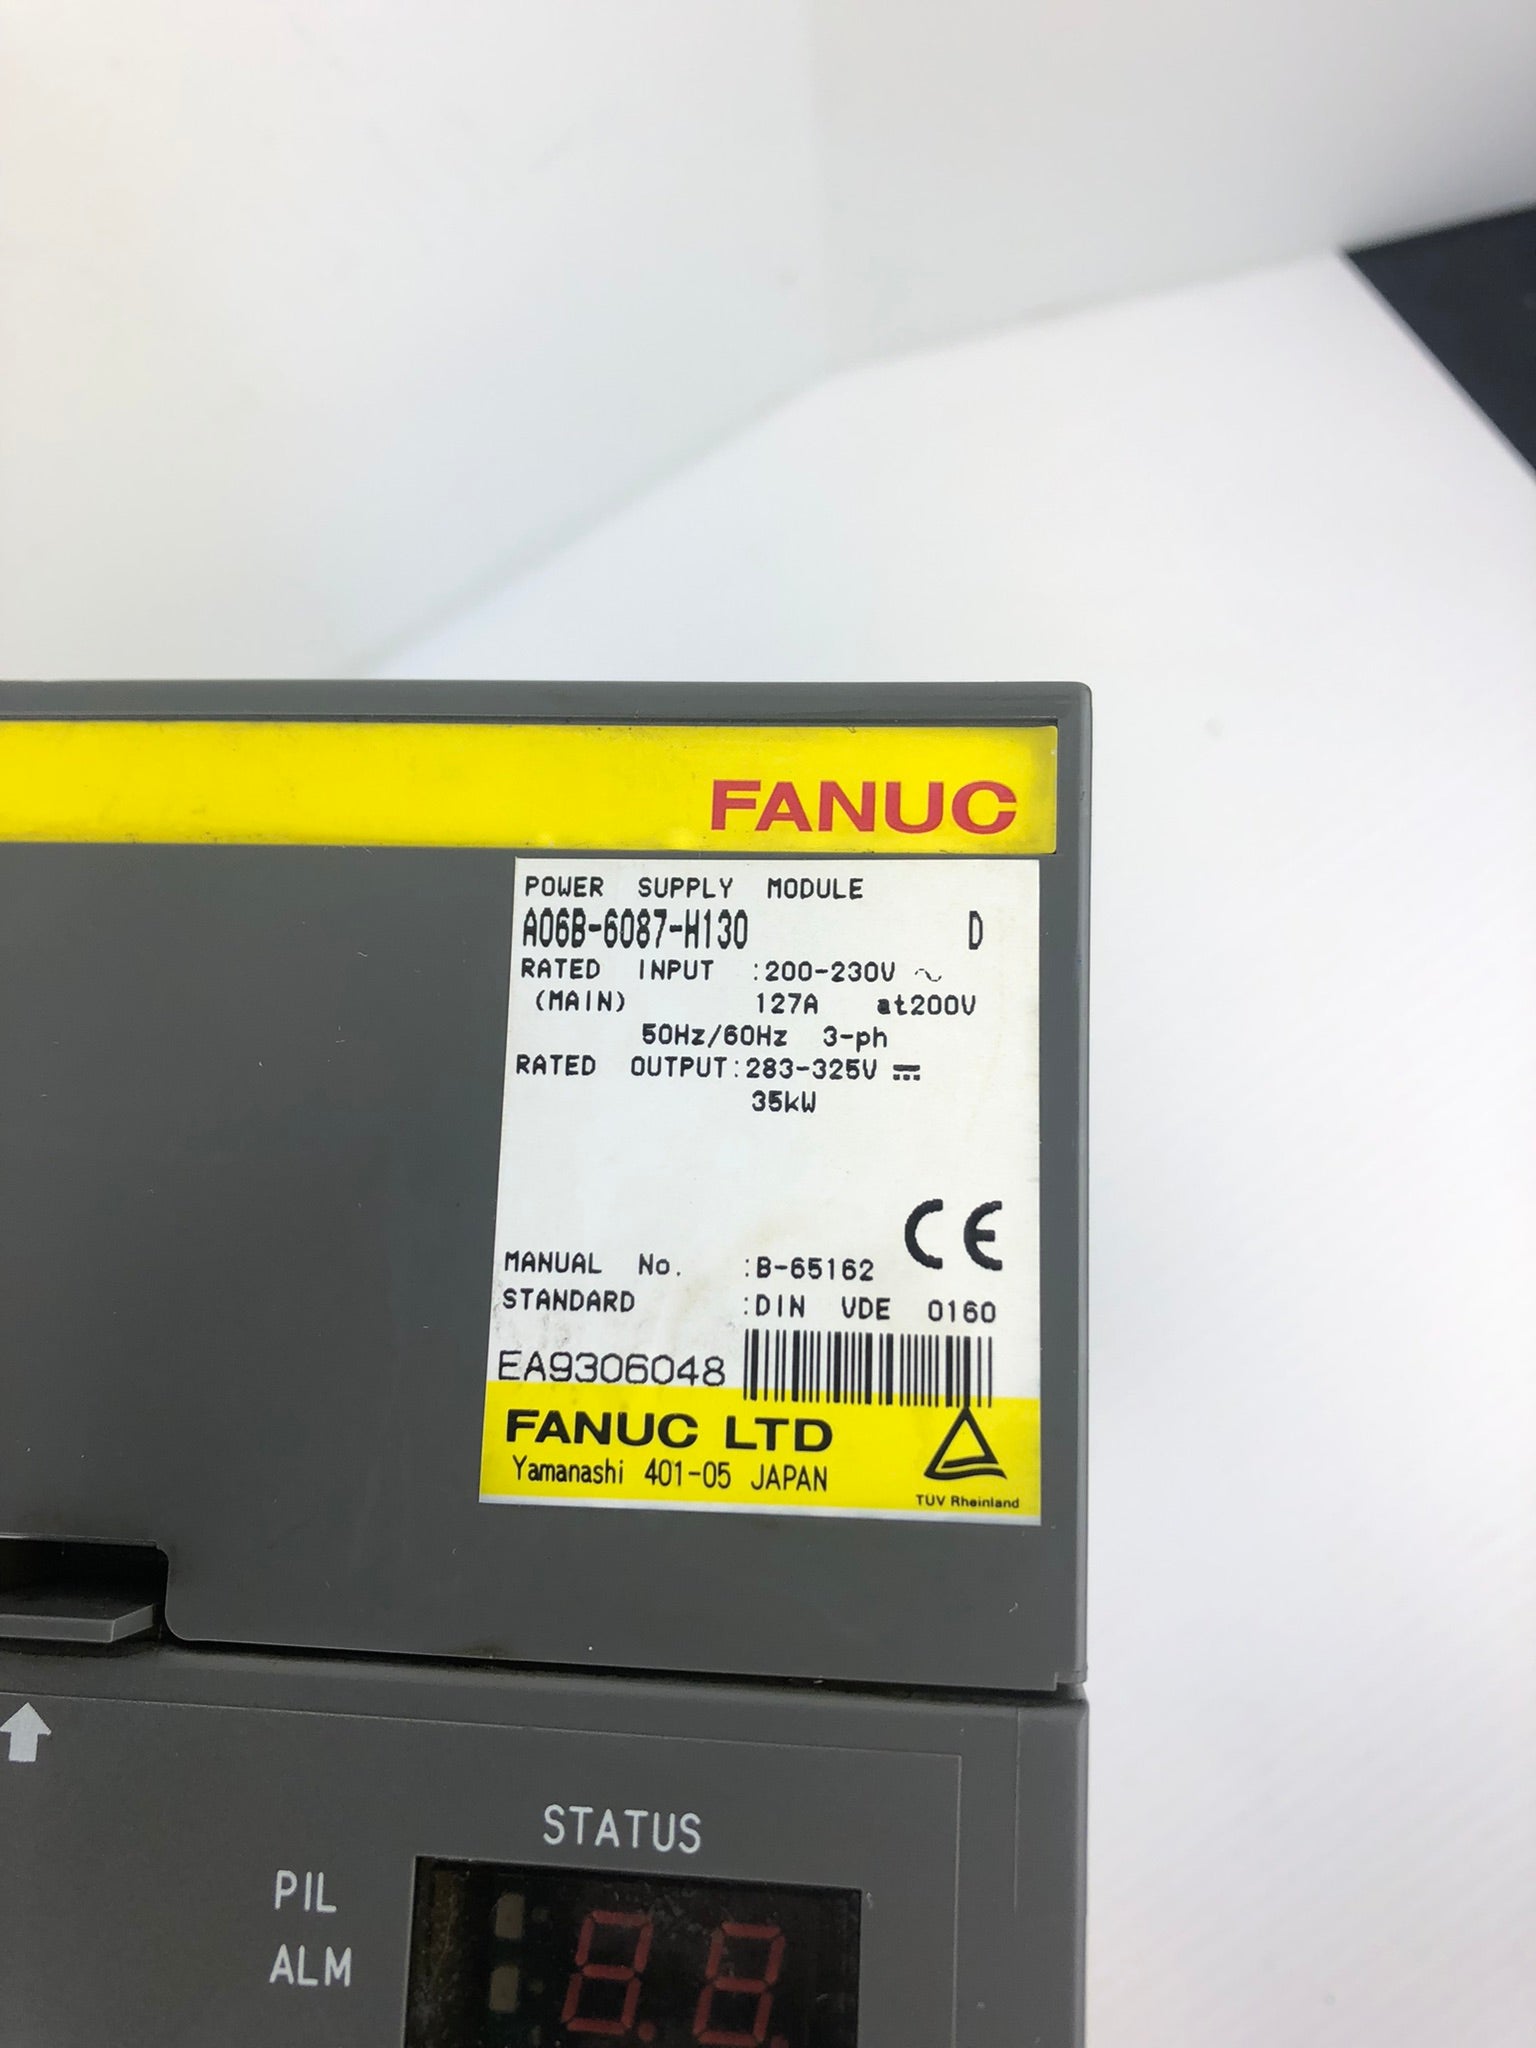 FANUC
POWER SUPPLY MODULE
A06B-6087-H130 D
RATED INPUT :200-230V
(MAIN) 127A at200V
50Hz/60Hz 3-ph
RATED OUTPUT:283-325V
35kW
CE
MANUAL No. :B-65162
STANDARD :DIN VDE 0160
EA9306048
FANUC LTD
Yamanashi 401-05 JAPAN
TÜV Rheinland
STATUS
PIL
ALM